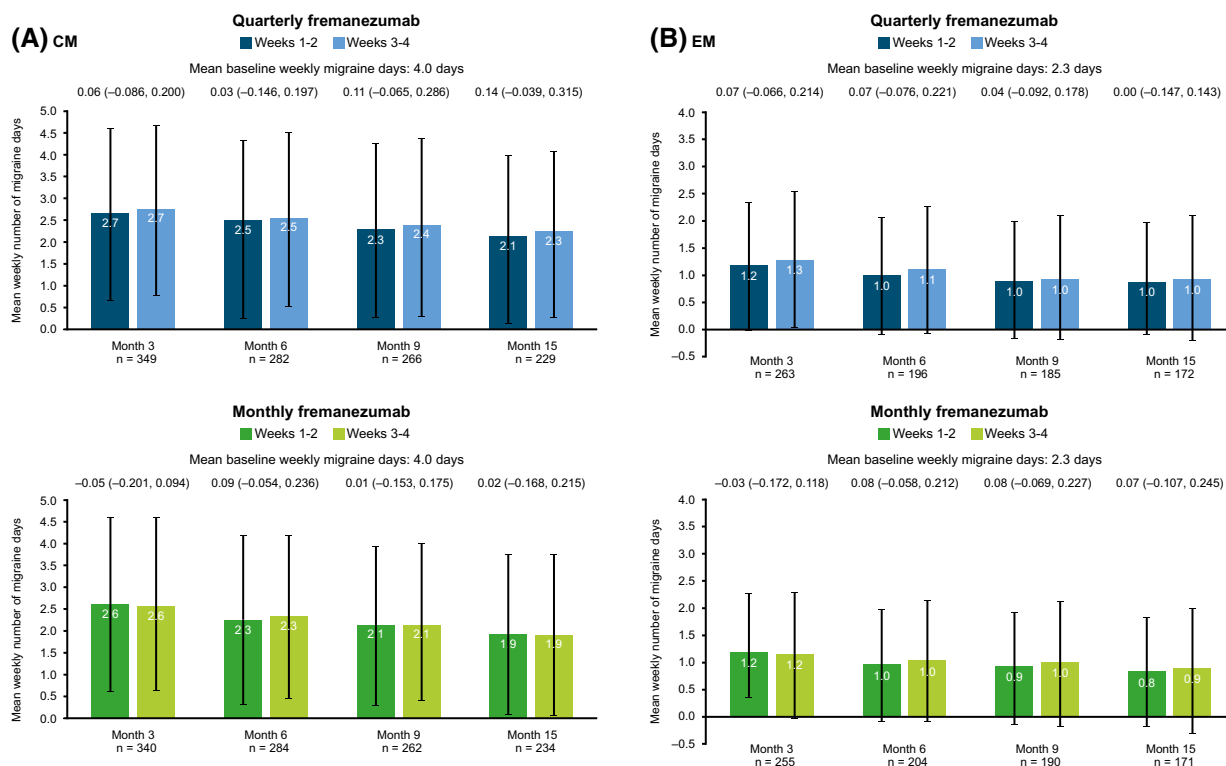 (A) CM
Quarterly fremanezumab
Weeks 1-2 Weeks 3-4
Mean baseline weekly migraine days: 4.0 days
0.06 (–0.086, 0.200) 0.03 (–0.146, 0.197) 0.11 (–0.065, 0.286) 0.14 (–0.039, 0.315)
Mean weekly number of migraine days
5.0
4.5
4.0
3.5
3.0
2.5
2.0
1.5
1.0
0.5
0.0
2.7 2.7 2.5 2.5 2.3 2.4 2.1 2.3
Month 3 Month 6 Month 9 Month 15
n = 349 n = 282 n = 266 n = 229
Monthly fremanezumab
Weeks 1-2 Weeks 3-4
Mean baseline weekly migraine days: 4.0 days
–0.05 (–0.201, 0.094) 0.09 (–0.054, 0.236) 0.01 (–0.153, 0.175) 0.02 (–0.168, 0.215)
Mean weekly number of migraine days
5.0
4.5
4.0
3.5
3.0
2.5
2.0
1.5
1.0
0.5
0.0
2.6 2.6 2.3 2.3 2.1 2.1 1.9 1.9
Month 3 Month 6 Month 9 Month 15
n = 340 n = 284 n = 262 n = 234
(B) EM
Quarterly fremanezumab
Weeks 1-2 Weeks 3-4
Mean baseline weekly migraine days: 2.3 days
0.07 (–0.066, 0.214) 0.07 (–0.076, 0.221) 0.04 (–0.092, 0.178) 0.00 (–0.147, 0.143)
Mean weekly number of migraine days
4.0
3.5
3.0
2.5
2.0
1.5
1.0
0.5
0.0
–0.5
1.2 1.3 1.0 1.1 1.0 1.0 1.0 1.0
Month 3 Month 6 Month 9 Month 15
n = 263 n = 196 n = 185 n = 172
Monthly fremanezumab
Weeks 1-2 Weeks 3-4
Mean baseline weekly migraine days: 2.3 days
–0.03 (–0.172, 0.118) 0.08 (–0.058, 0.212) 0.08 (–0.069, 0.227) 0.07 (–0.107, 0.245)
Mean weekly number of migraine days
4.0
3.5
3.0
2.5
2.0
1.5
1.0
0.5
0.0
–0.5
1.2 1.2 1.0 1.0 0.9 1.0 0.8 0.9
Month 3 Month 6 Month 9 Month 15
n = 255 n = 204 n = 190 n = 171